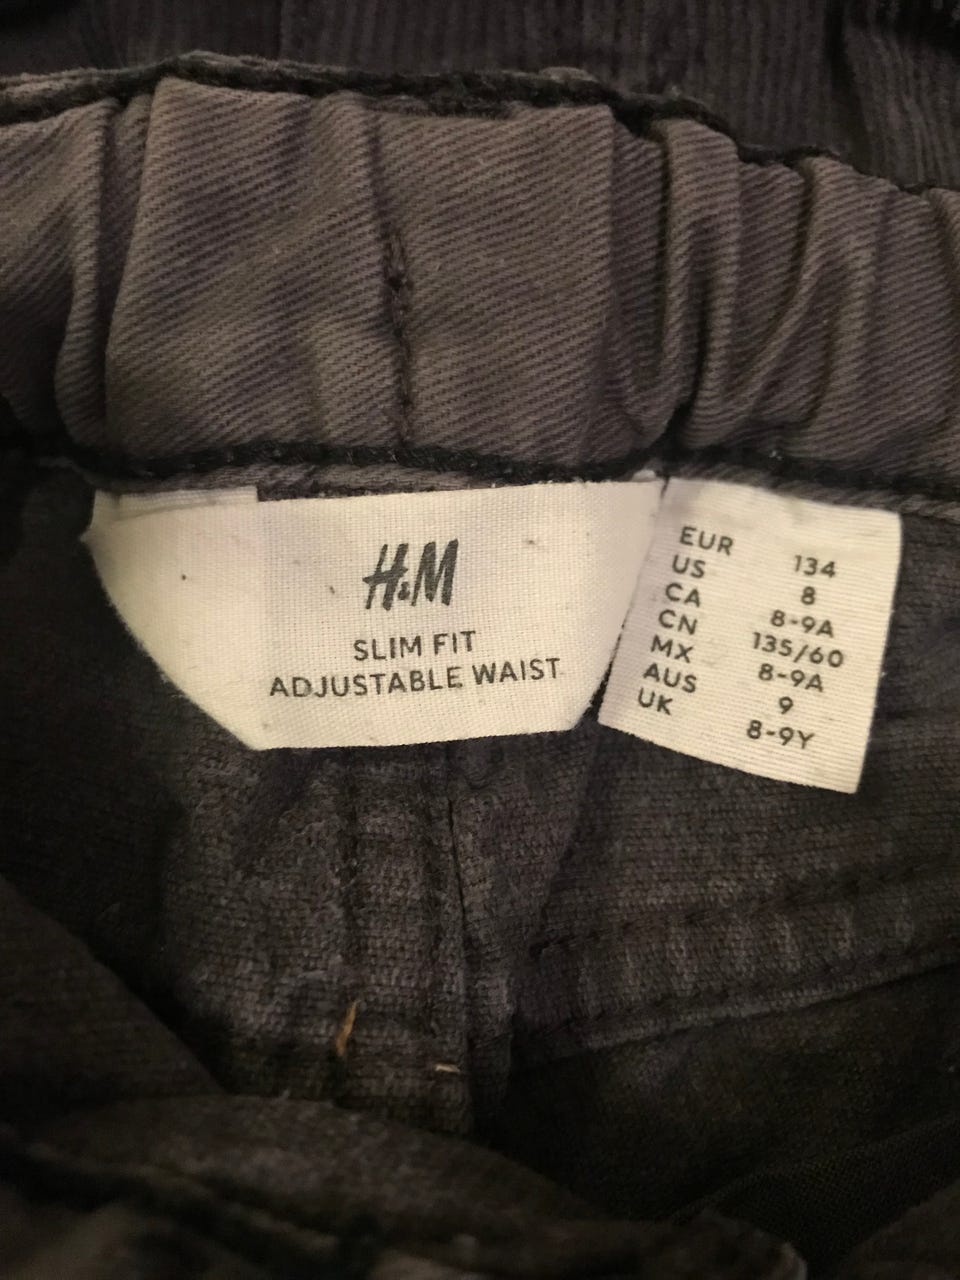 H&M
SLIM FIT
ADJUSTABLE WAIST
EUR 134
US 8
CA 8-9A
CN 135/60
MX 8-9A
AUS 9
UK 8-9Y